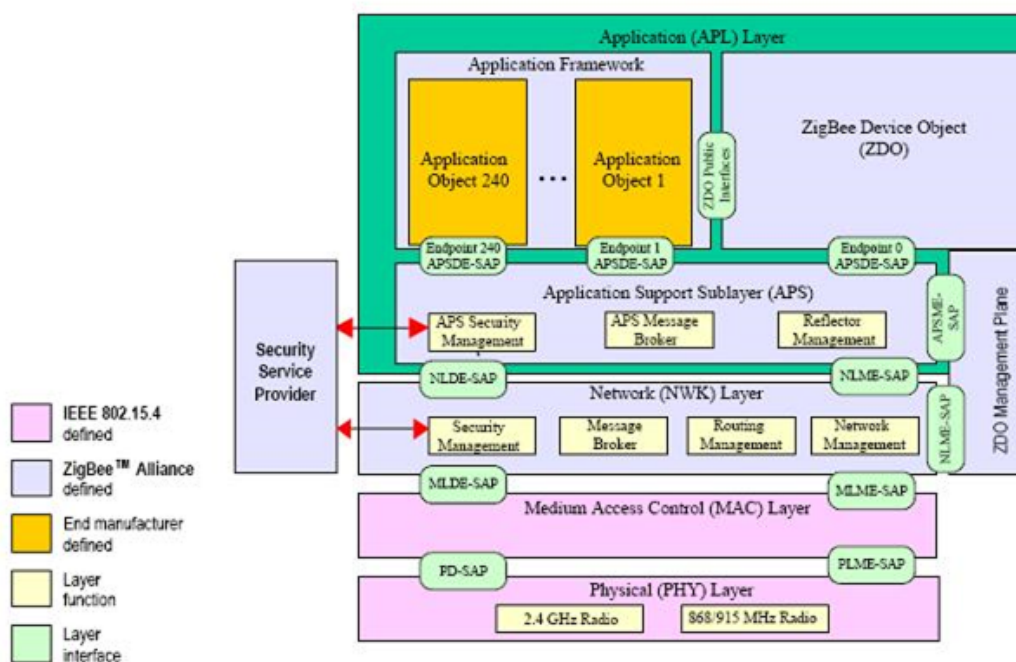 Application (APL) Layer
Application Framework
ZigBee Device Object
(ZDO)
Application
Object 240
...
Application
Object 1
ZDO Public
Interfaces
Endpoint 240
APSDE-SAP
Endpoint 1
APSDE-SAP
Endpoint 0
APSDE-SAP
Application Support Sublayer (APS)
APS Security
Management
APS Message
Broker
Reflector
Management
APSME-
SAP
ZDO Management Plane
Security
Service
Provider
NLDE-SAP
NLME-SAP
Network (NWK) Layer
Security
Management
Message
Broker
Routing
Management
Network
Management
NLME-SAP
MLDE-SAP
MLME-SAP
Medium Access Control (MAC) Layer
PD-SAP
PLME-SAP
Physical (PHY) Layer
2.4 GHz Radio
868/915 MHz Radio
IEEE 802.15.4
defined
ZigBee™ Alliance
defined
End manufacturer
defined
Layer
function
Layer
interface